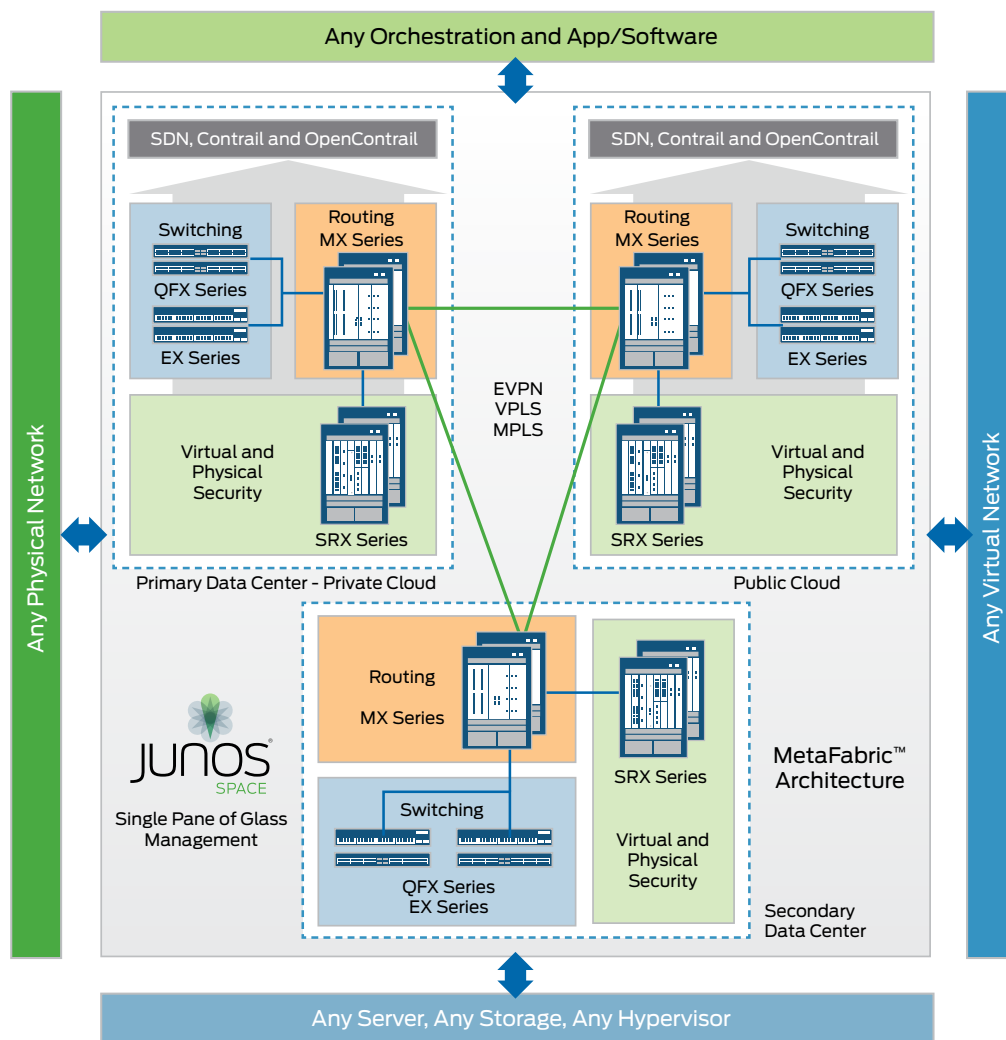 Any Orchestration and App/Software
Any Physical Network
Any Virtual Network
SDN, Contrail and OpenContrail
Switching
QFX Series
EX Series
Routing
MX Series
Virtual and
Physical
Security
SRX Series
Primary Data Center - Private Cloud
EVPN
VPLS
MPLS
SDN, Contrail and OpenContrail
Routing
MX Series
Switching
QFX Series
EX Series
SRX Series
Virtual and
Physical
Security
Public Cloud
Routing
MX Series
SRX Series
Virtual and
Physical
Security
Switching
QFX Series
EX Series
Secondary
Data Center
JUNOS®
SPACE
Single Pane of Glass
Management
MetaFabric™
Architecture
Any Server, Any Storage, Any Hypervisor